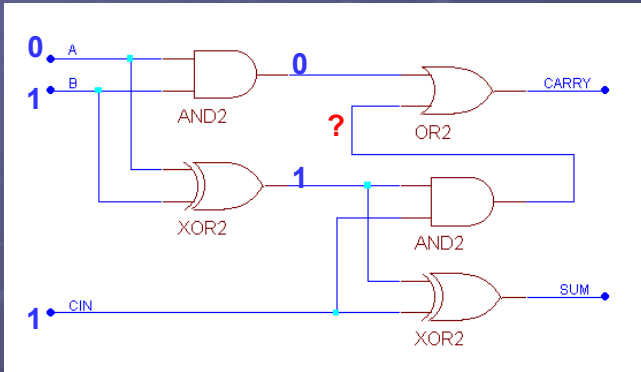 0 A
0
CARRY
1 B
AND2
?
OR2
1
XOR2
AND2
1 CIN
SUM
XOR2